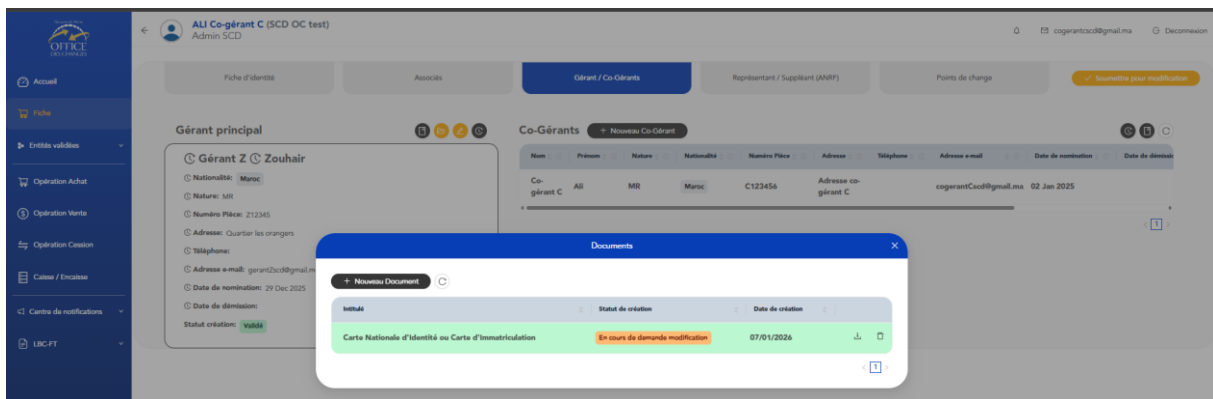 OFFICE
DES CHANGES
ALI Co-gérant C (SCD OC test)
Admin SCD
cogerantcscd@gmail.ma
Deconnexion
Accueil
Fiche
Entités validées
Opération Achat
Opération Vente
Opération Cession
Caisse / Encaisse
Centre de notifications
LBC-FT
Fiche d'identité
Associés
Gérant / Co-Gérants
Représentant / Suppléant (ANRF)
Points de change
Soumettre pour modification
Gérant principal
Gérant Z Zouhair
Nationalité: Maroc
Nature: MR
Numéro Pièce: Z12345
Adresse: Quartier les orangers
Téléphone:
Adresse e-mail: gerantZscd@gmail.m
Date de nomination: 29 Dec 2025
Date de démission:
Statut création: Validé
Co-Gérants
+ Nouveau Co-Gérant
Nom Prénom Nature Nationalité Numéro Pièce Adresse Téléphone Adresse e-mail Date de nomination Date de démissic
Co-gérant C Ali MR Maroc C123456 Adresse co-gérant C cogerantCscd@gmail.ma 02 Jan 2025
1
Documents
+ Nouveau Document
Intitulé Statut de création Date de création
Carte Nationale d'Identité ou Carte d'Immatriculation En cours de demande modification 07/01/2026
1